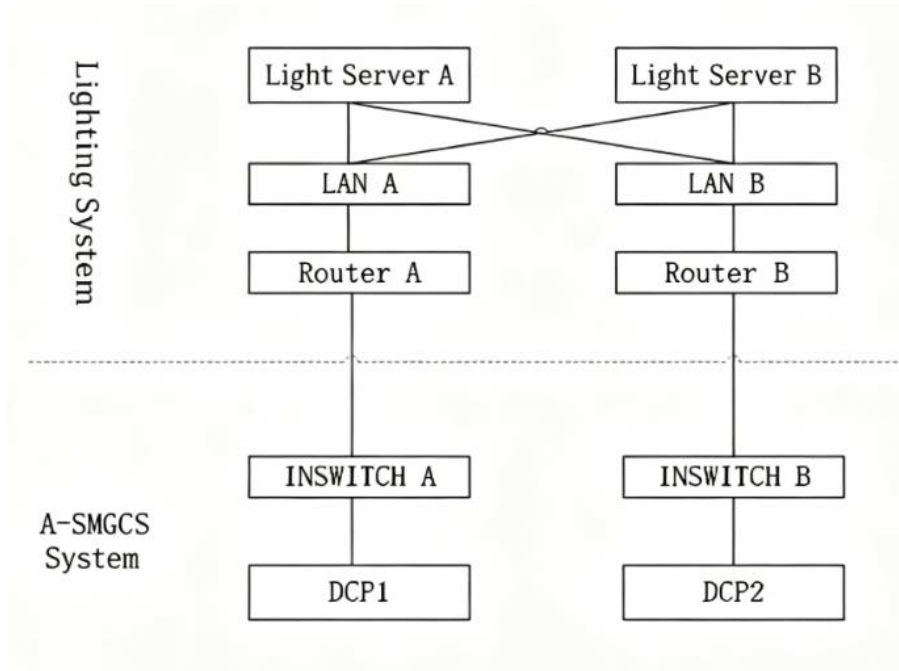 Lighting System
Light Server A
Light Server B
LAN A
LAN B
Router A
Router B
A-SMGCS
System
INSWITCH A
INSWITCH B
DCP1
DCP2